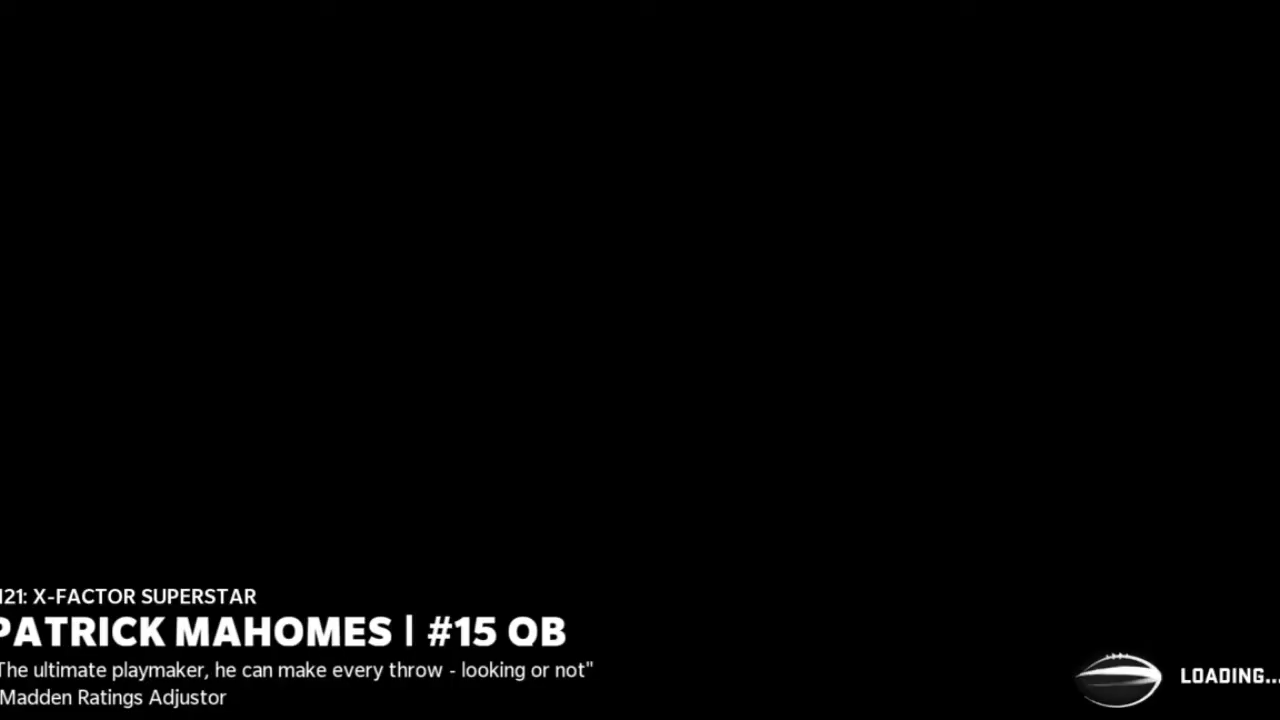 121: X-FACTOR SUPERSTAR
PATRICK MAHOMES | #15 QB
The ultimate playmaker, he can make every throw - looking or not"
Madden Ratings Adjustor
LOADING...